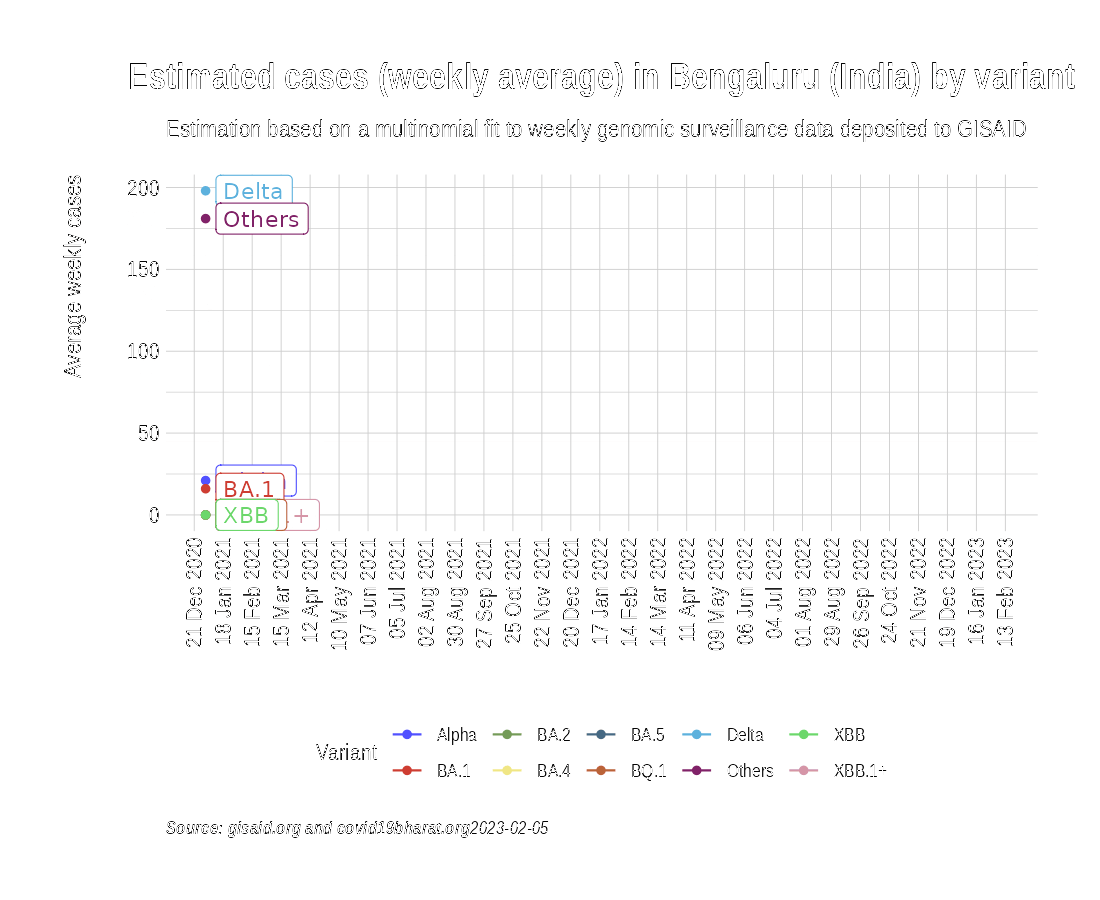 Estimated cases (weekly average) in Bengaluru (India) by variant
Estimation based on a multinomial fit to weekly genomic surveillance data deposited to GISAID
Average weekly cases
200
150
100
50
0
Delta
Others
BA.1
XBB
+
21 Dec 2020
18 Jan 2021
15 Feb 2021
15 Mar 2021
12 Apr 2021
10 May 2021
07 Jun 2021
05 Jul 2021
02 Aug 2021
30 Aug 2021
27 Sep 2021
25 Oct 2021
22 Nov 2021
20 Dec 2021
17 Jan 2022
14 Feb 2022
14 Mar 2022
11 Apr 2022
09 May 2022
06 Jun 2022
04 Jul 2022
01 Aug 2022
29 Aug 2022
26 Sep 2022
24 Oct 2022
21 Nov 2022
19 Dec 2022
16 Jan 2023
13 Feb 2023
Variant
Alpha BA.2 BA.5 Delta XBB
BA.1 BA.4 BQ.1 Others XBB.1+
Source: gisaid.org and covid19bharat.org2023-02-05